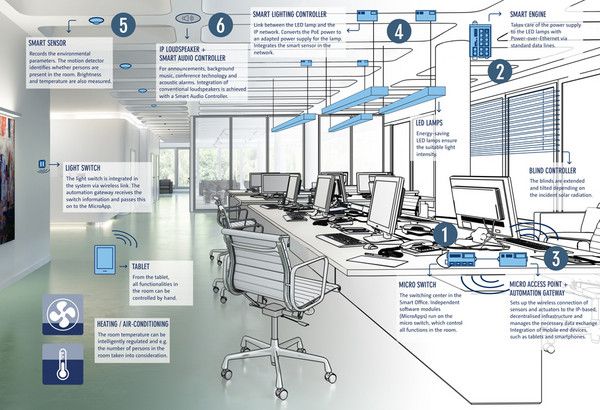 5
SMART SENSOR
Records the environmental
parameters. The motion detector
identifies whether persons are
present in the room. Brightness
and temperature are also measured.
6
IP LOUDSPEAKER +
SMART AUDIO CONTROLLER
For announcements, background
music, conference technology and
acoustic alarms. Integration of
conventional loudspeakers is achieved
with a Smart Audio Controller.
SMART LIGHTING CONTROLLER
Link between the LED lamp and the
IP network. Converts the PoE power to
an adapted power supply for the lamp.
Integrates the smart sensor in the
network.
4
SMART ENGINE
Takes care of the power supply
to the LED lamps with
Power-over-Ethernet via
standard data lines.
2
LED LAMPS
Energy-saving
LED lamps ensure
the suitable light
intensity.
BLIND CONTROLLER
The blinds are extended
and tilted depending on
the incident solar radiation.
LIGHT SWITCH
The light switch is integrated in
the system via wireless link. The
automation gateway receives the
switch information and passes this
on to the MicroApp.
TABLET
From the tablet,
all functionalities in
the room can be
controlled by hand.
HEATING / AIR-CONDITIONING
The room temperature can be
intelligently regulated and e.g.
the number of persons in the
room taken into consideration.
1
MICRO SWITCH
The switching center in the
Smart Office. Independent
software modules
(MicroApps) run on the
micro switch, which control
all functions in the room.
3
MICRO ACCESS POINT +
AUTOMATION GATEWAY
Sets up the wireless connection of
sensors and actuators to the IP-based,
decentralised infrastructure and
manages the necessary data exchange.
Integration of Mobile end devices,
such as tablets and smartphones.